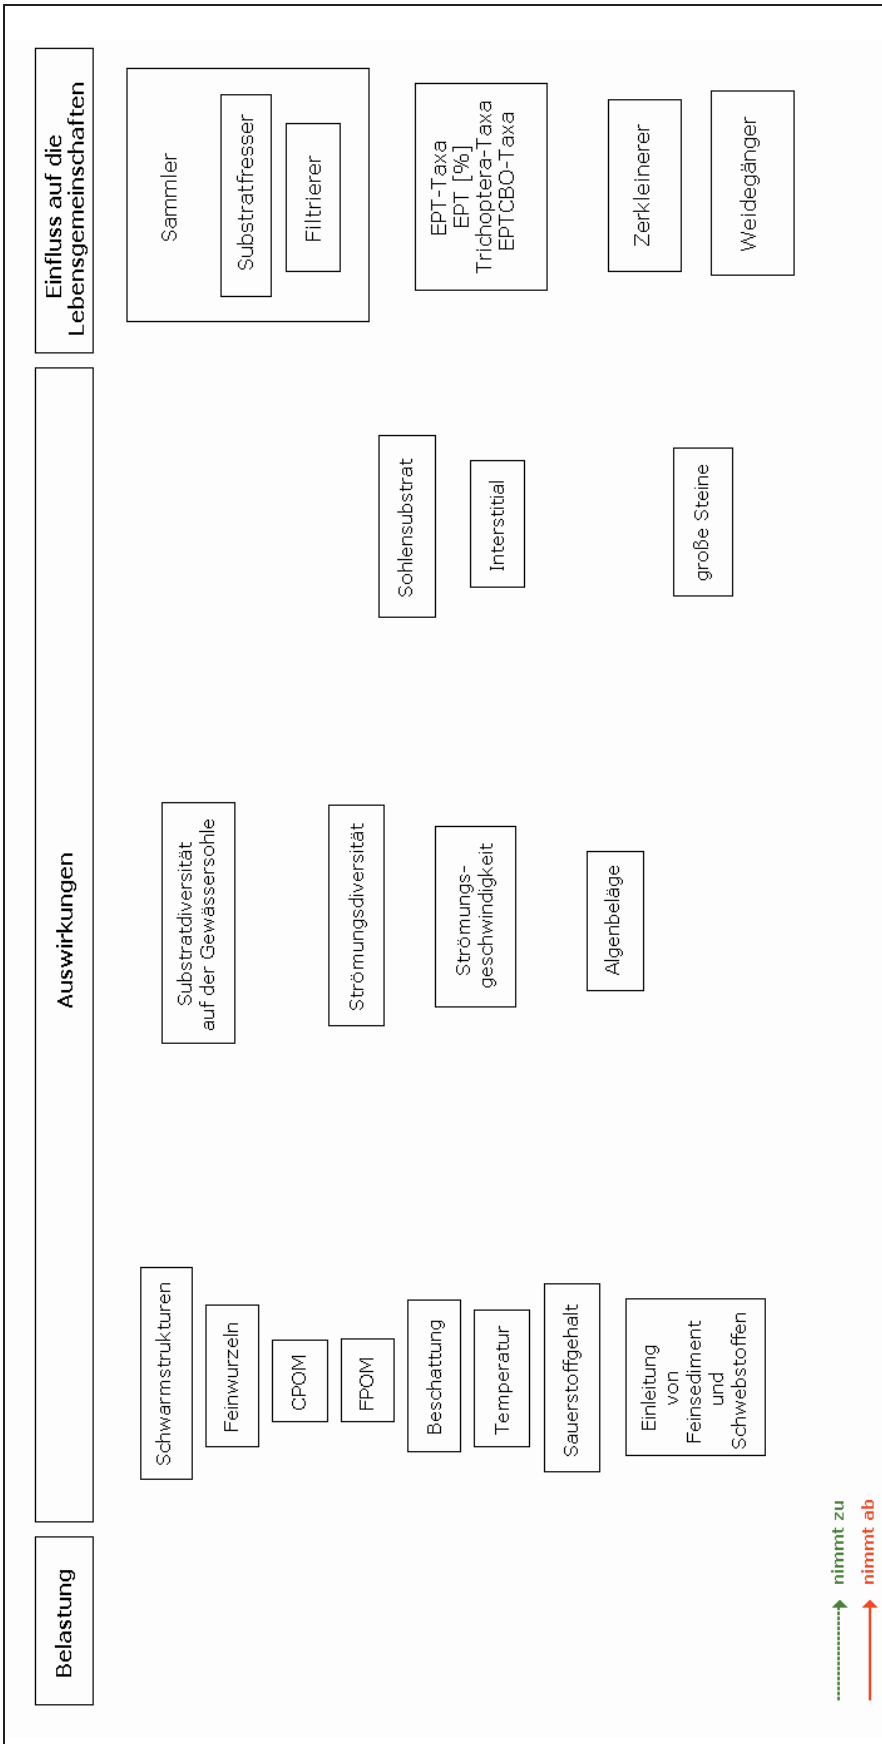 Belastung
Auswirkungen
Einfluss auf die
Lebensgemeinschaften
Schwarmstrukturen
Feinwurzeln
CPOM
FPOM
Beschattung
Temperatur
Sauerstoffgehalt
Einleitung
von
Feinsediment
und
Schwebstoffen
Substratdiversität
auf der Gewässersohle
Strömungsdiversität
Strömungs-
geschwindigkeit
Algenbeläge
Sohlensubstrat
Interstitial
große Steine
Sammler
Substratfresser
Filtrierer
EPT-Taxa
EPT [%]
Trichoptera-Taxa
EPTCBO-Taxa
Zerkleinerer
Weidegänger
nimmt zu
nimmt ab